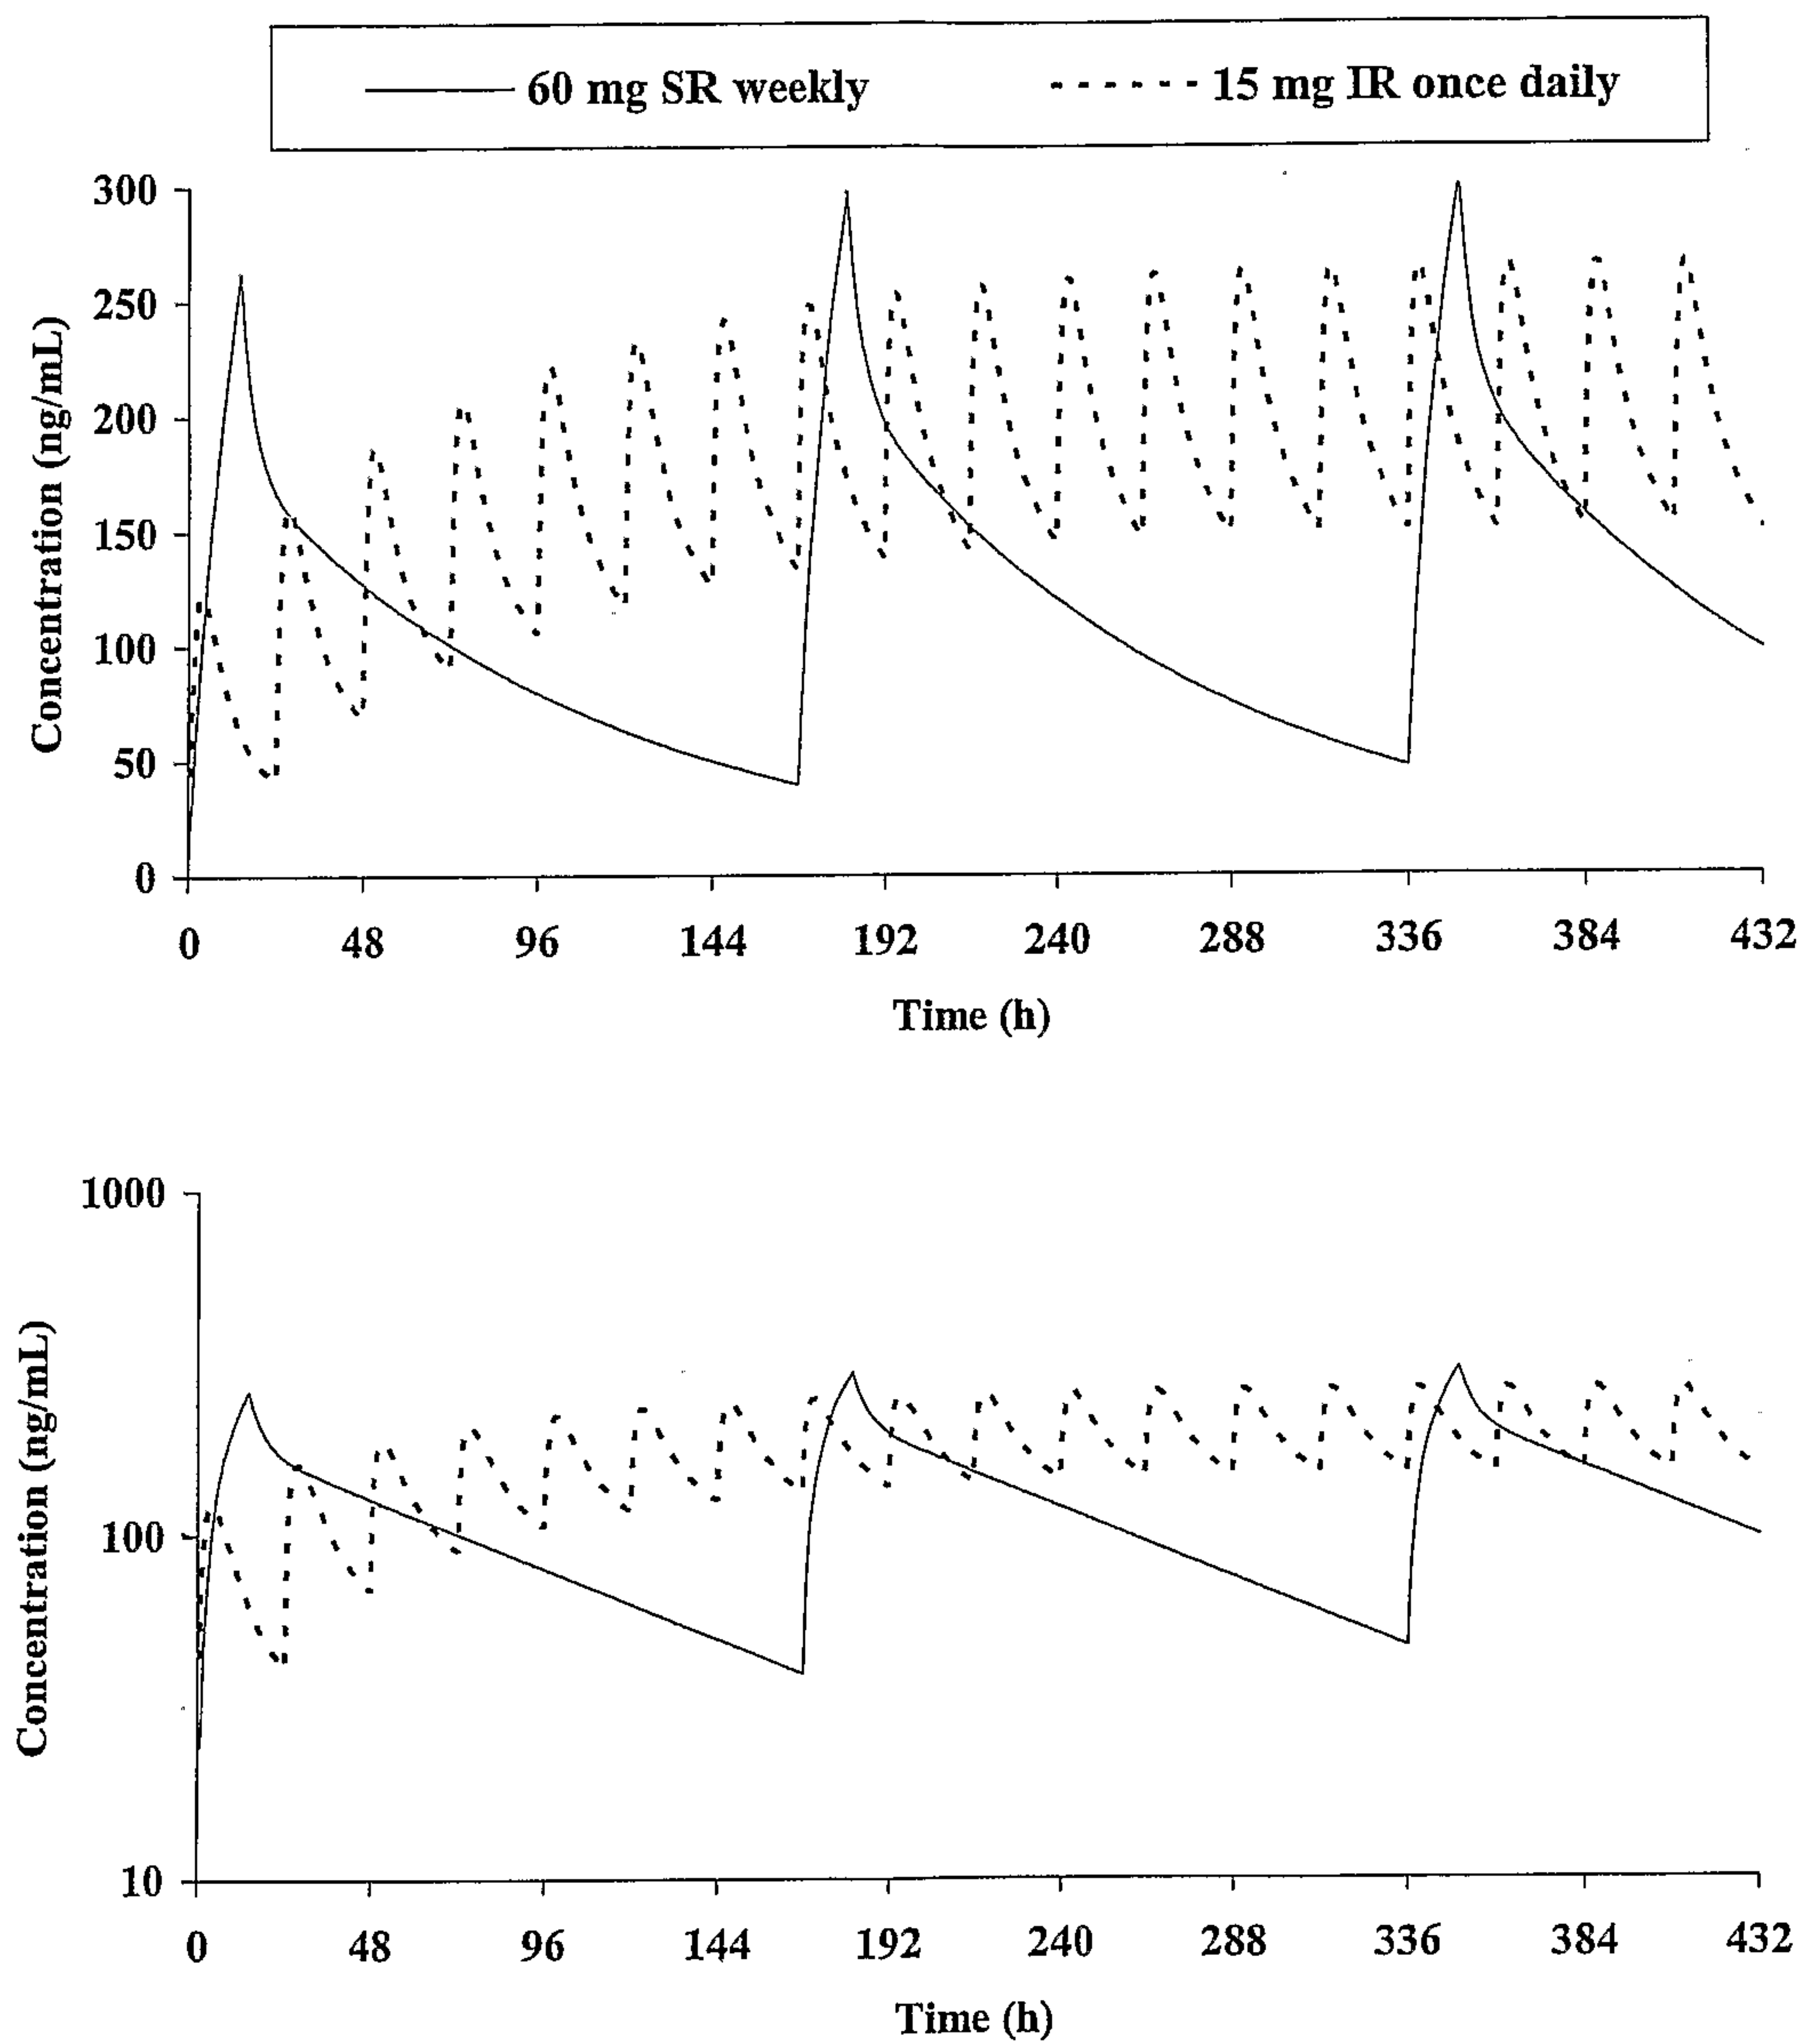 60 mg SR weekly 15 mg IR once daily
300
250
200
150
100
50
0
Concentration (ng/mL)
0 48 96 144 192 240 288 336 384 432
Time (h)
1000
100
10
Concentration (ng/mL)
0 48 96 144 192 240 288 336 384 432
Time (h)